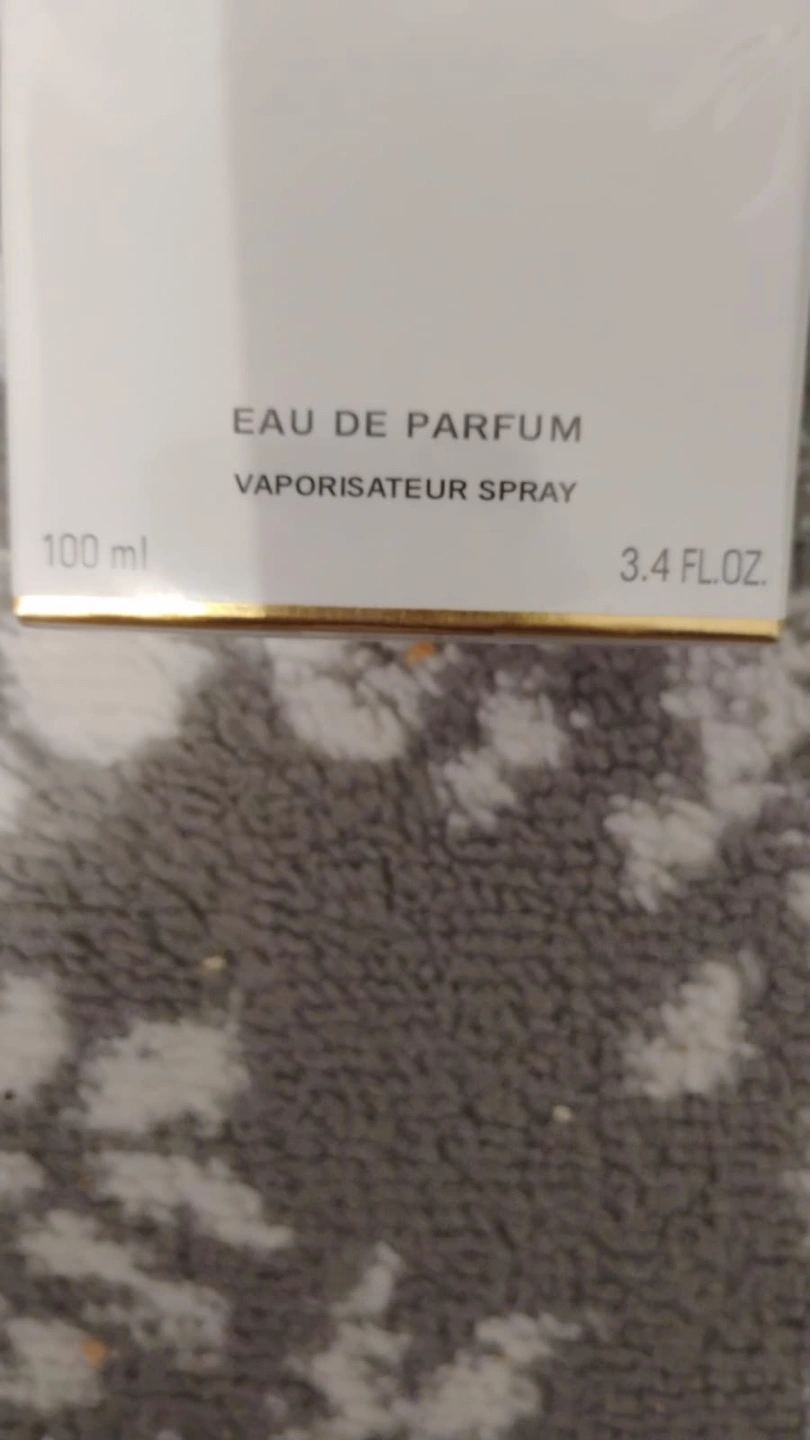 EAU DE PARFUM
VAPORISATEUR SPRAY
100 ml
3.4 FL.OZ.